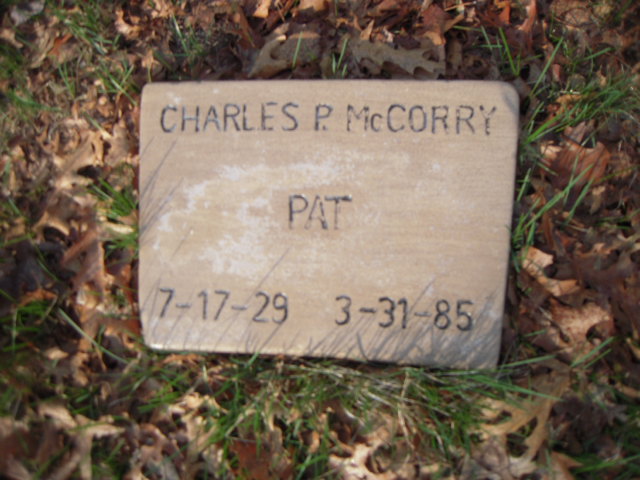 CHARLES P. McCORRY
PAT
7-17-29 3-31-85